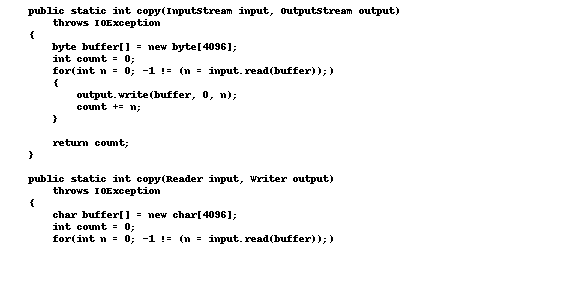 public static int copy(InputStream input, OutputStream output)
    throws IOException
{
    byte buffer[] = new byte[4096];
    int count = 0;
    for(int n = 0; -1 != (n = input.read(buffer));)
    {
        output.write(buffer, 0, n);
        count += n;
    }

    return count;
}

public static int copy(Reader input, Writer output)
    throws IOException
{
    char buffer[] = new char[4096];
    int count = 0;
    for(int n = 0; -1 != (n = input.read(buffer));)